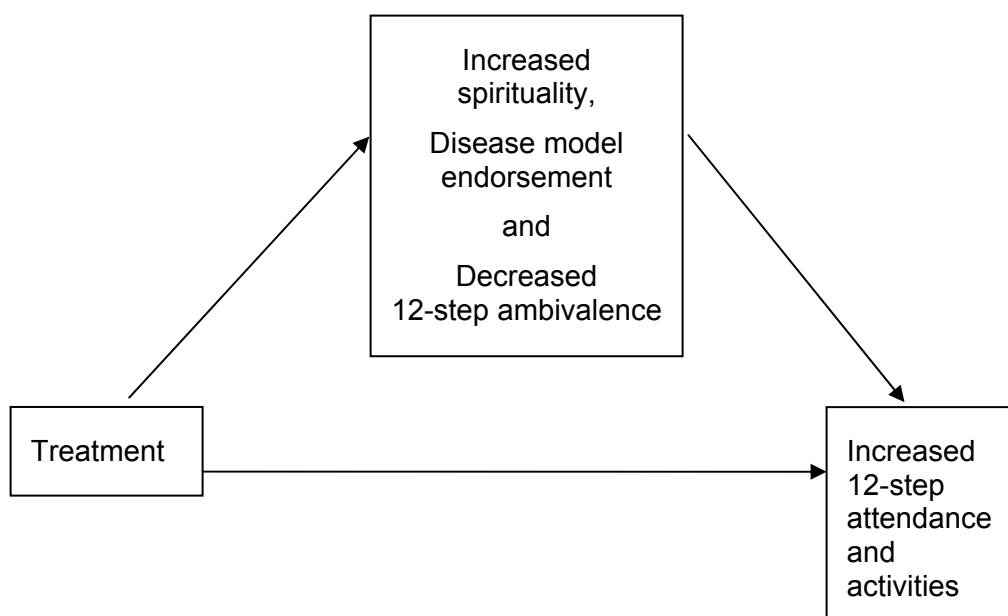 Increased
spirituality,
Disease model
endorsement
and
Decreased
12-step ambivalence
Treatment
Increased
12-step
attendance
and
activities